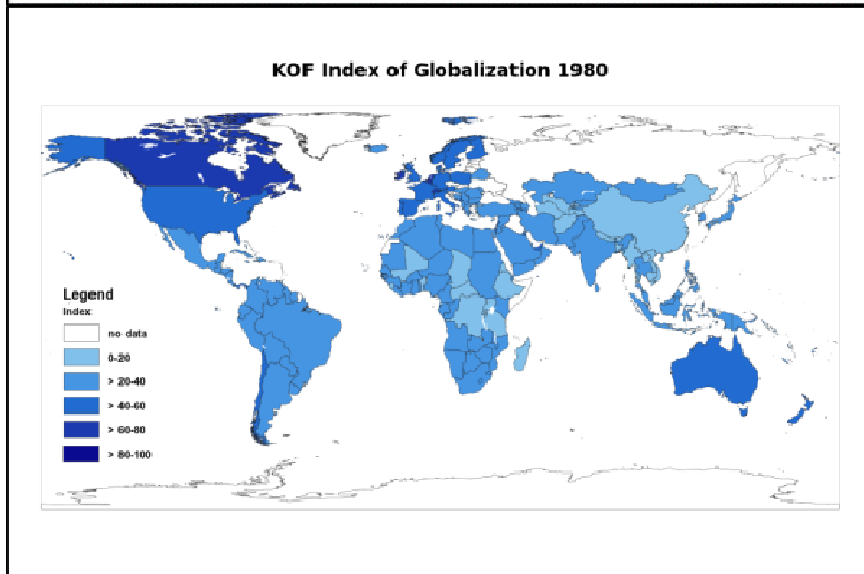 KOF Index of Globalization 1980
Legend
Index:
no data
0-20
> 20-40
> 40-60
> 60-80
> 80-100